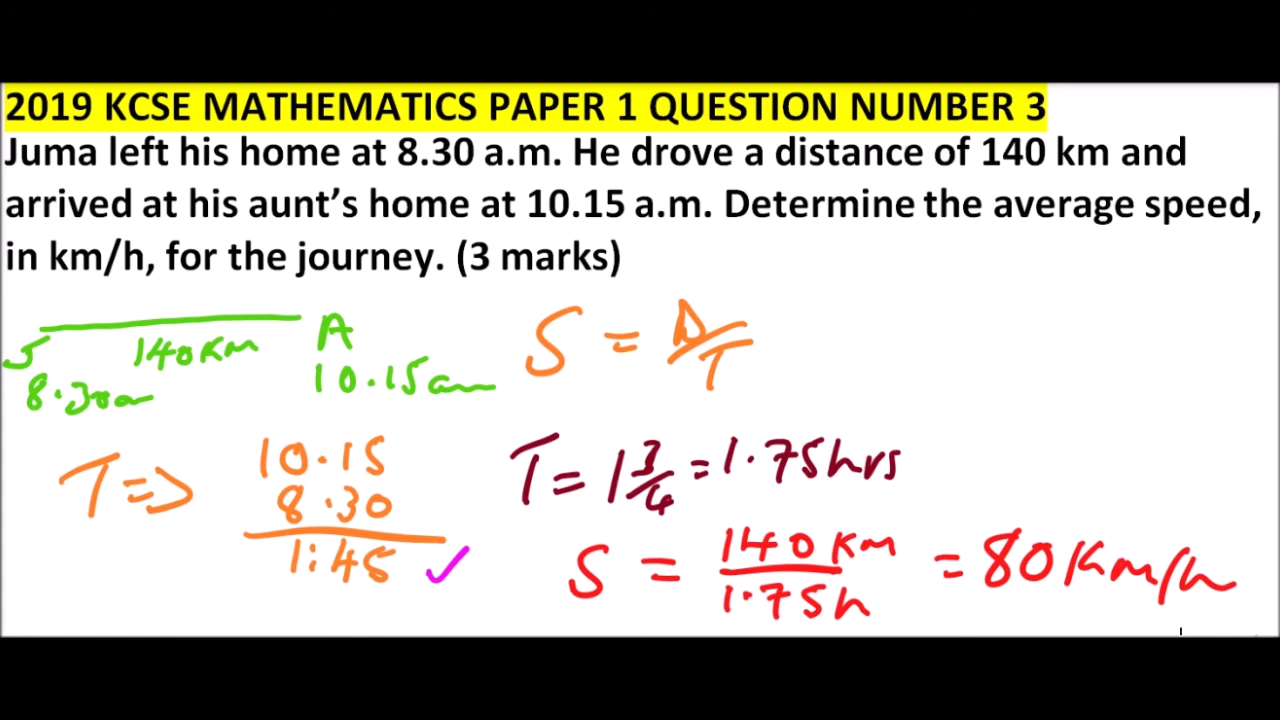 2019 KCSE MATHEMATICS PAPER 1 QUESTION NUMBER 3
Juma left his home at 8.30 a.m. He drove a distance of 140 km and
arrived at his aunt’s home at 10.15 a.m. Determine the average speed,
in km/h, for the journey. (3 marks)
J 140Km A
8.30am 10.15am
S = D/T
T => 10.15
8.30
1:45 ✓
T = 1 3/4 = 1.75hrs
S = 140Km / 1.75h = 80Km/h